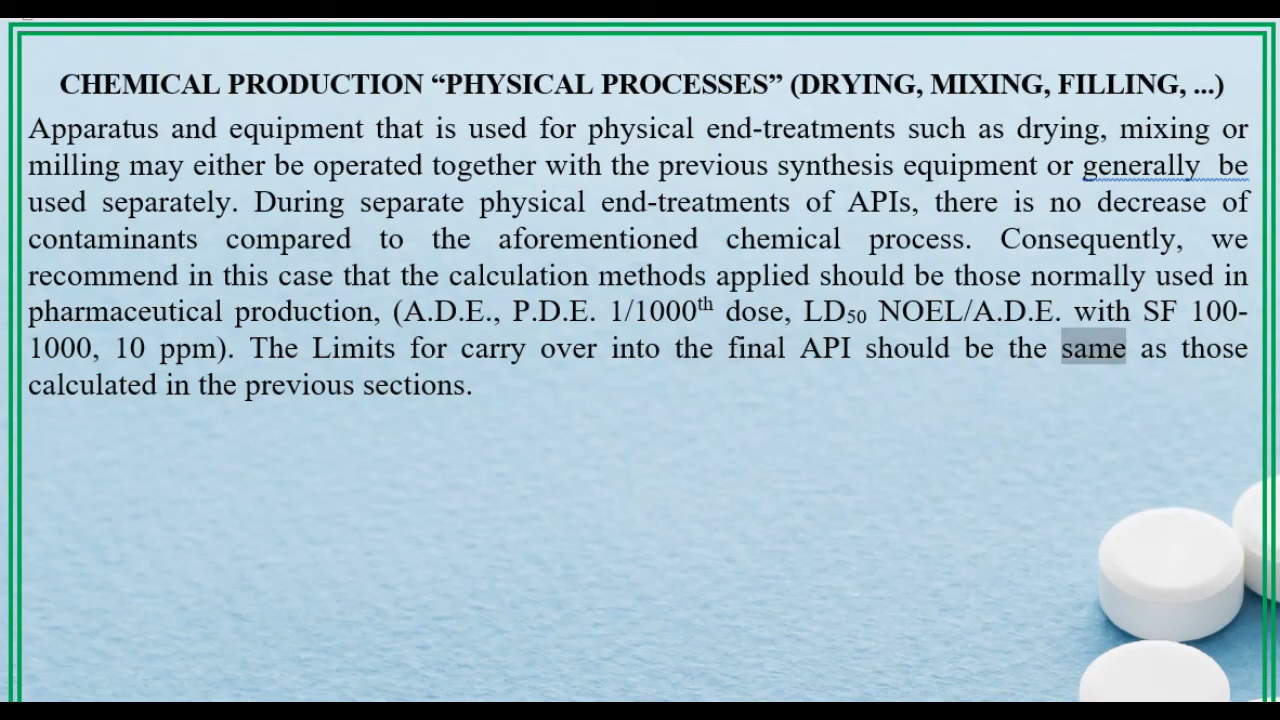 CHEMICAL PRODUCTION “PHYSICAL PROCESSES” (DRYING, MIXING, FILLING, ...)
Apparatus and equipment that is used for physical end-treatments such as drying, mixing or
milling may either be operated together with the previous synthesis equipment or generally be
used separately. During separate physical end-treatments of APIs, there is no decrease of
contaminants compared to the aforementioned chemical process. Consequently, we
recommend in this case that the calculation methods applied should be those normally used in
pharmaceutical production, (A.D.E., P.D.E. 1/1000th dose, LD50 NOEL/A.D.E. with SF 100-
1000, 10 ppm). The Limits for carry over into the final API should be the same as those
calculated in the previous sections.